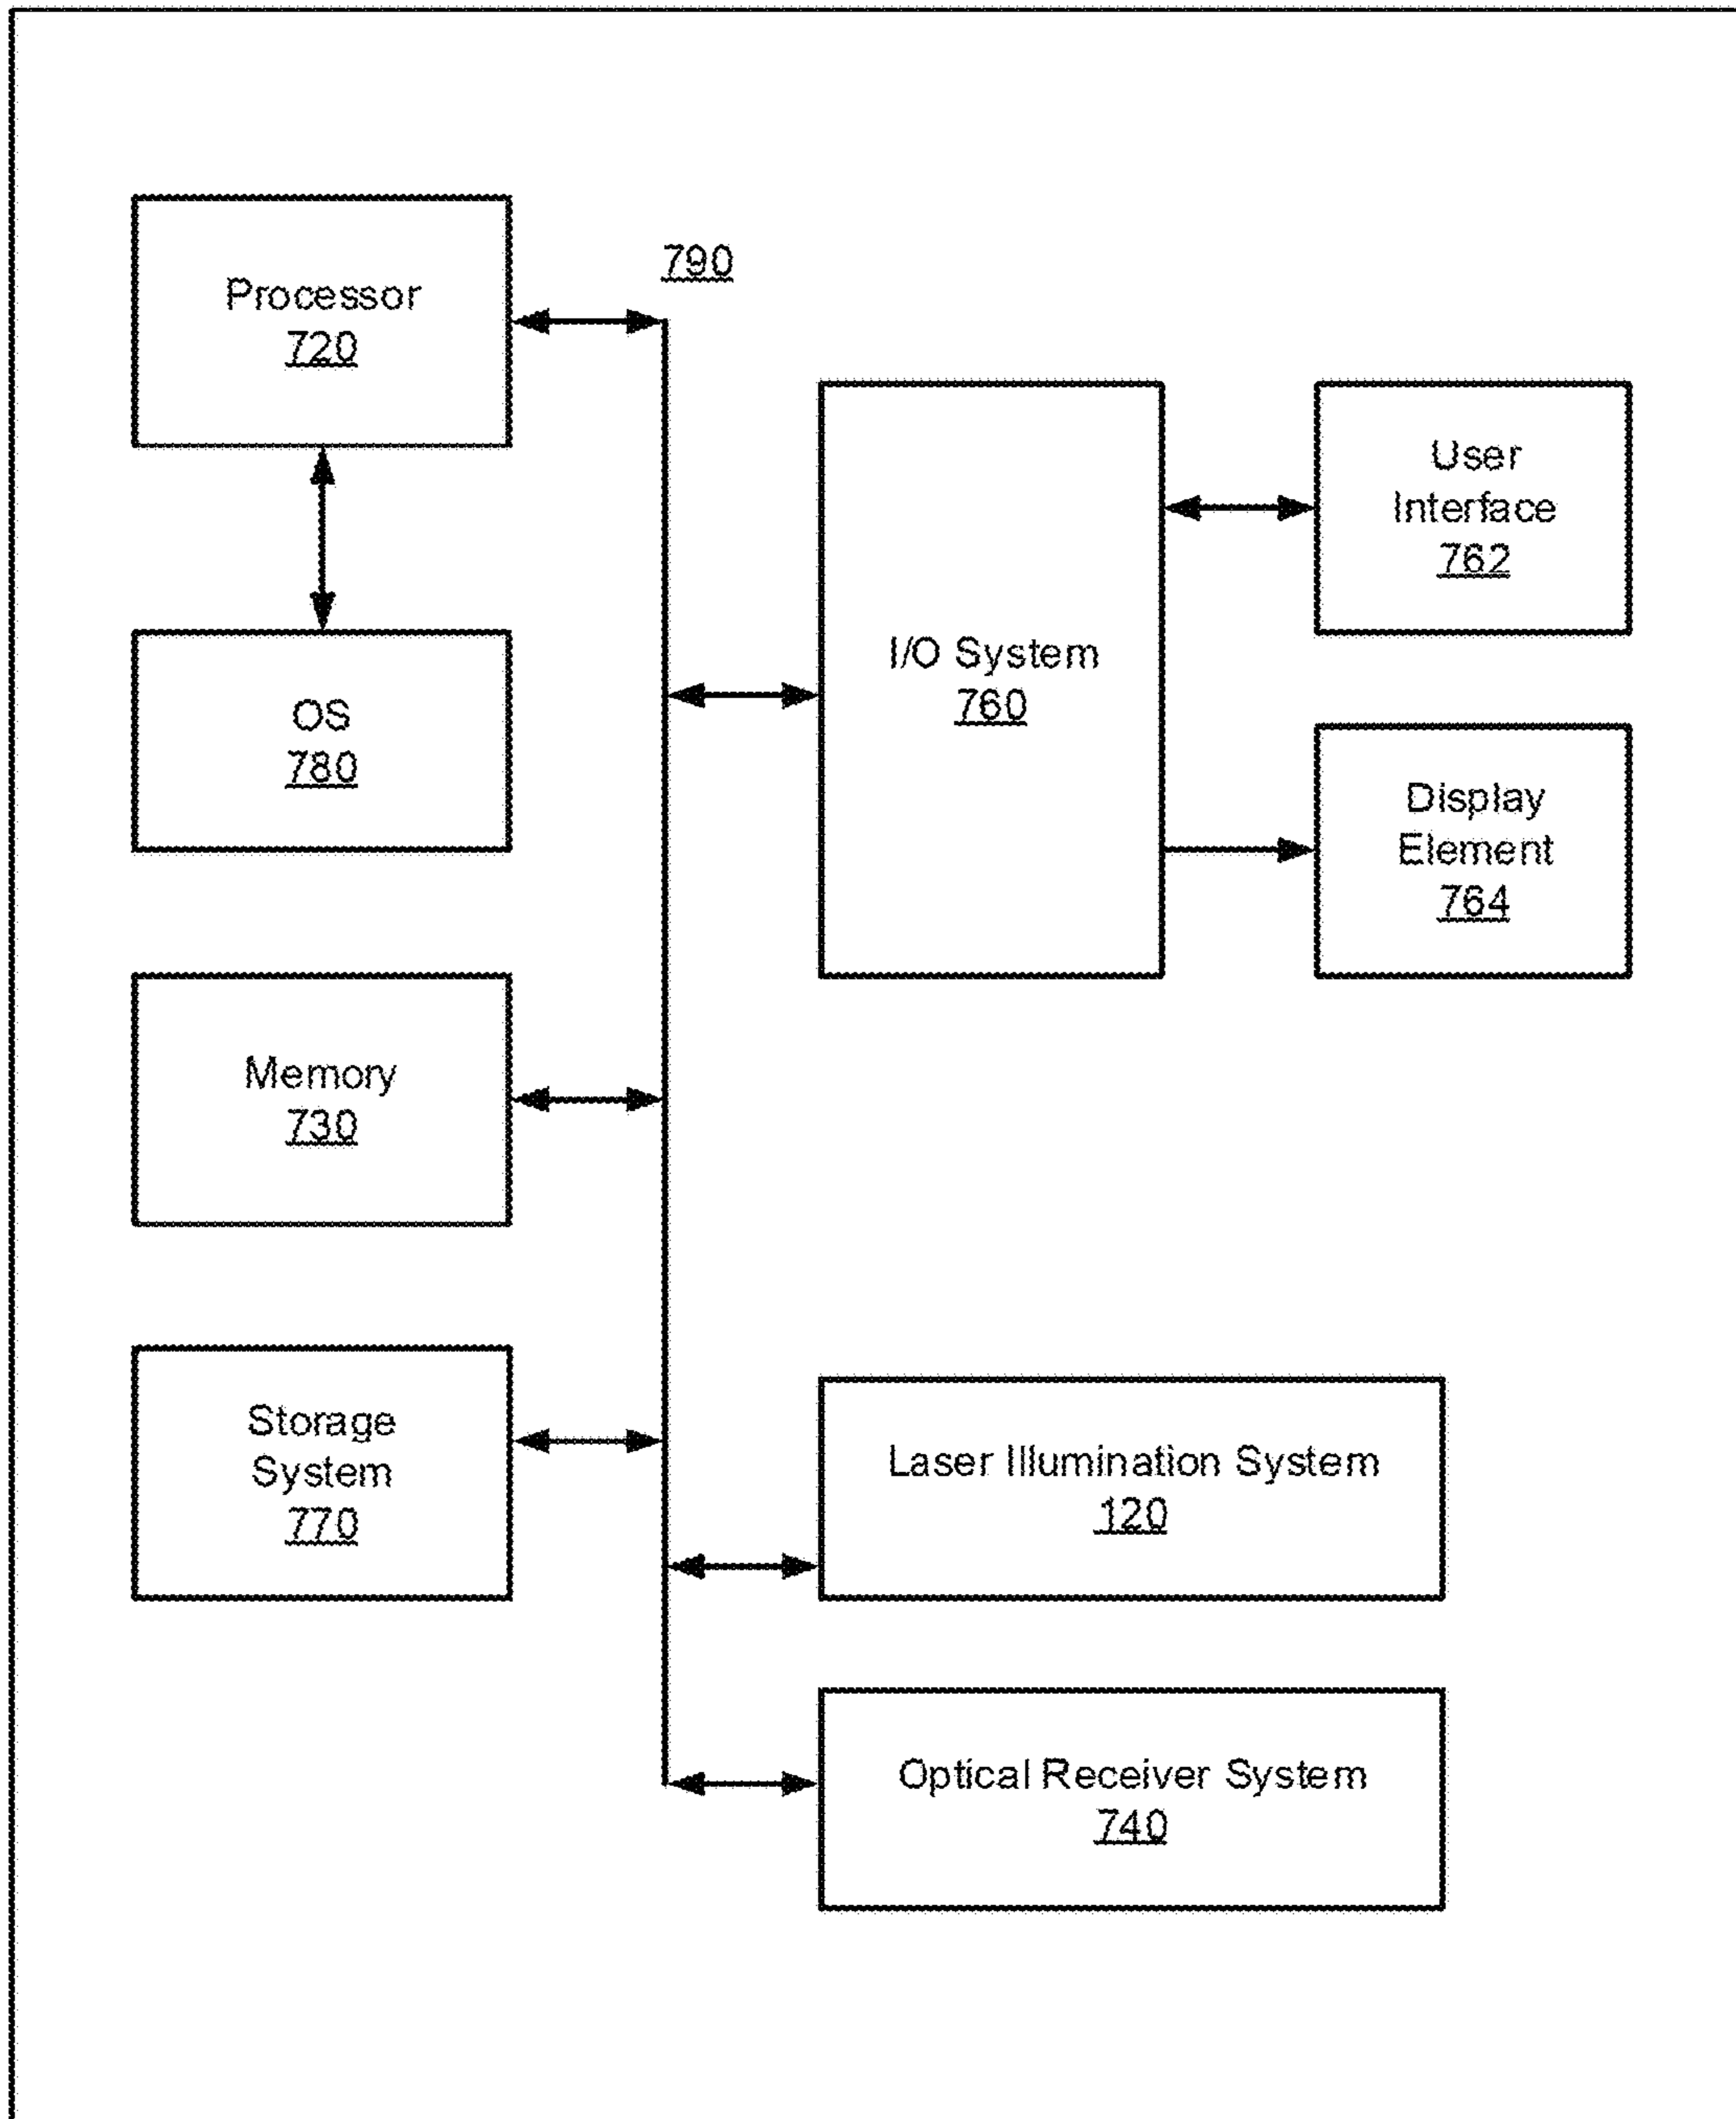 Processor
720
790
OS
780
Memory
730
Storage
System
770
I/O System
760
User
Interface
762
Display
Element
764
Laser Illumination System
120
Optical Receiver System
740